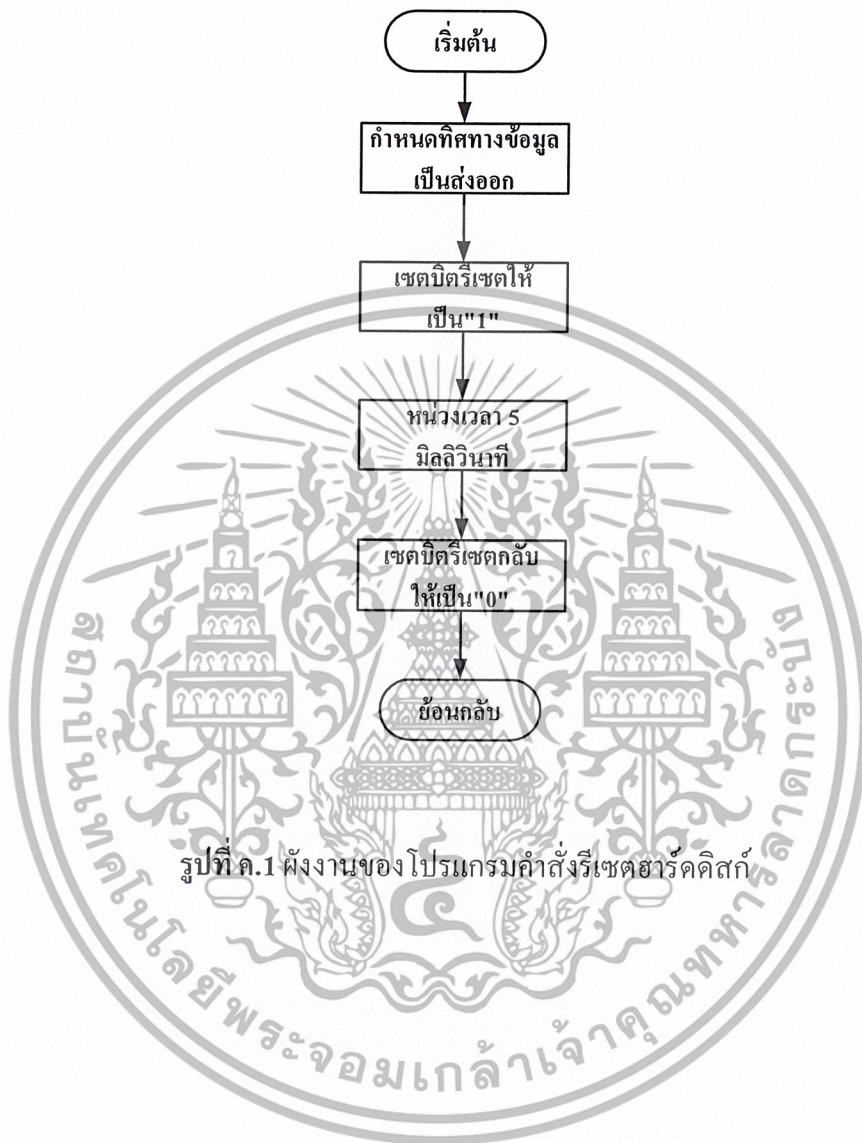 เริ่มต้น
กำหนดทิศทางข้อมูล
เป็นส่งออก
เซตบิตรีเซตให้
เป็น"1"
หน่วงเวลา 5
มิลลิวินาที
เซตบิตรีเซตกลับ
ให้เป็น"0"
ย้อนกลับ
รูปที่ ค.1 ผังงานของโปรแกรมคำสั่งรีเซตฮาร์ดดิสก์
สถาบันเทคโนโลยีพระจอมเกล้าเจ้าคุณทหารลาดกระบัง
๔